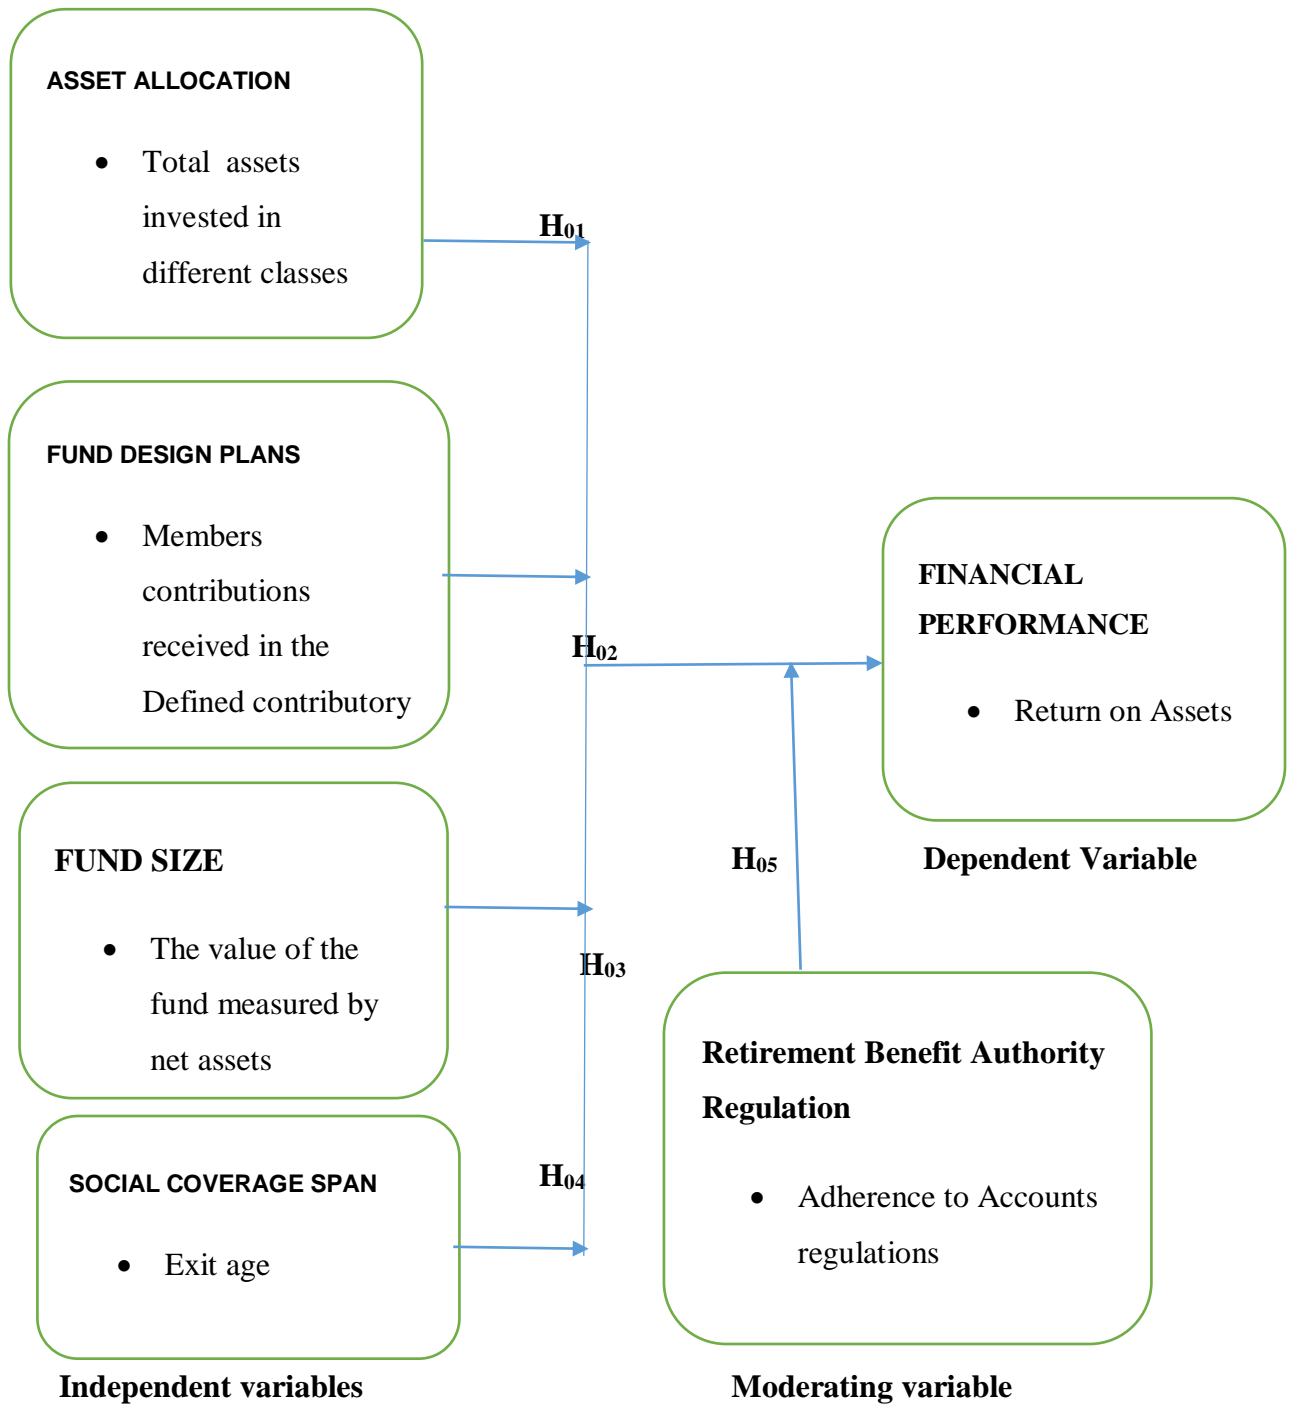 ASSET ALLOCATION
• Total assets
invested in
different classes
H01
FUND DESIGN PLANS
• Members
contributions
received in the
Defined contributory
H02
FUND SIZE
• The value of the
fund measured by
net assets
H03
SOCIAL COVERAGE SPAN
• Exit age
H04
Independent variables
FINANCIAL
PERFORMANCE
• Return on Assets
Dependent Variable
H05
Retirement Benefit Authority
Regulation
• Adherence to Accounts
regulations
Moderating variable